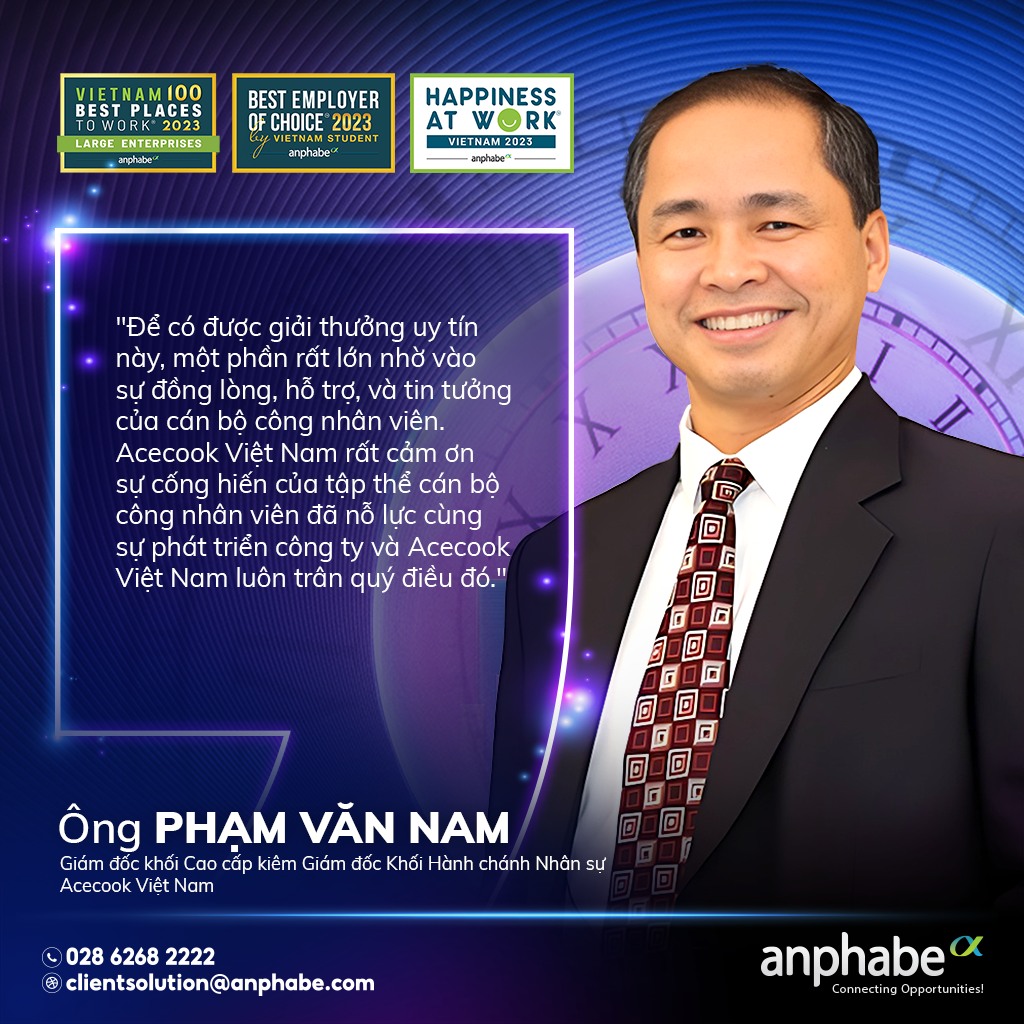 VIETNAM 100
BEST PLACES
TO WORK® 2023
LARGE ENTERPRISES
anphabe
BEST EMPLOYER
OF CHOICE® 2023
by VIETNAM STUDENT
anphabe
HAPPINESS
AT WORK®
VIETNAM 2023
anphabe
"Để có được giải thưởng uy tín
này, một phần rất lớn nhờ vào
sự đồng lòng, hỗ trợ, và tin tưởng
của cán bộ công nhân viên.
Acecook Việt Nam rất cảm ơn
sự cống hiến của tập thể cán bộ
công nhân viên đã nỗ lực cùng
sự phát triển công ty và Acecook
Việt Nam luôn trân quý điều đó."
X
XI
I
II
Ông PHẠM VĂN NAM
Giám đốc khối Cao cấp kiêm Giám đốc Khối Hành chánh Nhân sự
Acecook Việt Nam
028 6268 2222
clientsolution@anphabe.com
anphabe
Connecting Opportunities!